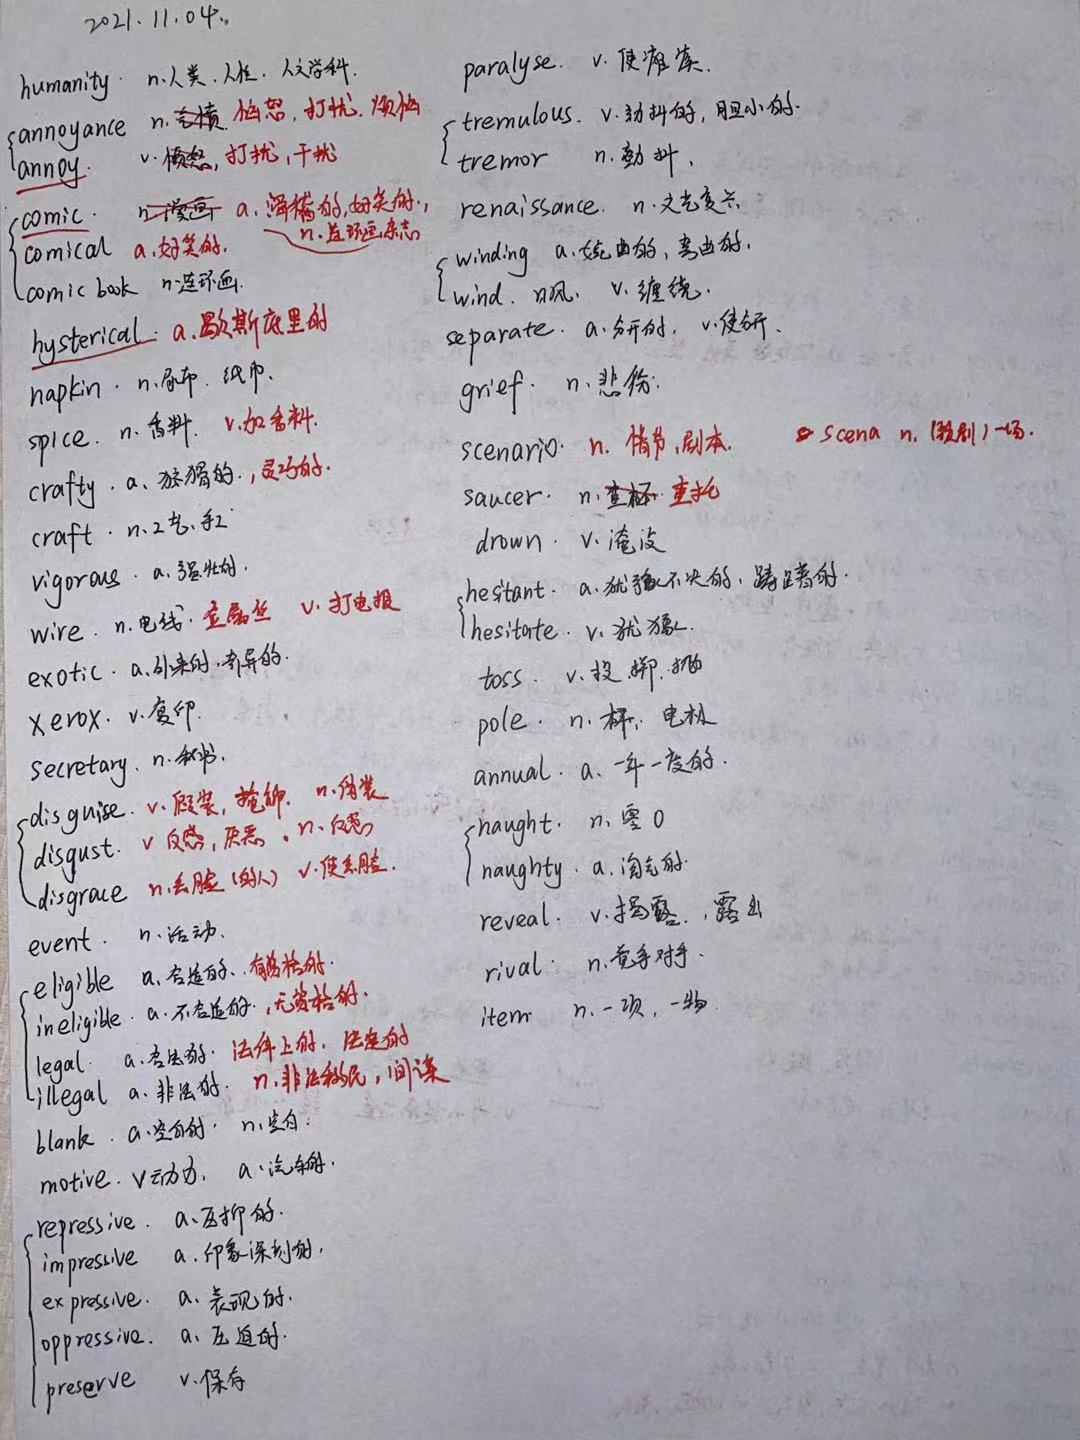 2021.11.04.
humanity. n.人类.人性.人文学科.
annoyance n.气愤 恼怒,打扰.烦恼
annoy. v.愤怒,打扰,干扰
comic. n.漫画 a.滑稽的,好笑的.,
n.连环画杂志
comical a.好笑的.
comic book n.连环画.
hysterical. a.歇斯底里的
napkin. n.尿布.纸巾.
spice. n.香料. v.加香料.
crafty. a.狡猾的.,灵巧的.
craft. n.工艺.手工
vigorous. a.强壮的.
wire. n.电线.金属丝 v.打电报
exotic. a.外来的,奇异的.
xerox. v.复印.
secretary. n.秘书.
disguise. v.假装,掩饰. n.伪装
disgust. v反感,厌恶. n.反感
disgrace n.丢脸(的人) v.使丢脸.
event. n.活动.
eligible a.合适的.有资格的.
ineligible. a.不合适的.,无资格的.
legal. a.合法的.法律上的,法定的
illegal a.非法的. n.非法移民,间谍
blank. a.空白的. n.空白.
motive. v动力, a.汽车的.
repressive. a.压抑的.
impressive a.印象深刻的,
expressive. a.表现的.
oppressive. a.压迫的.
preserve v.保存
paralyse. v.使瘫痪.
tremulous. v.颤抖的,胆小的.
tremor n.颤抖.
renaissance. n.文艺复兴
winding a.蜿曲的,弯曲的.
wind. n风, v.缠绕.
separate. a.分开的, v.使分开.
grief. n.悲伤.
scenario. n.情节,剧本. scena n.(歌剧)一场.
saucer. n.茶杯 茶托
drown. v.淹没
hesitant. a.犹豫不决的,踌躇的.
hesitate. v.犹豫
toss. v.投.掷.抛
pole. n.杆, 电极
annual. a.一年一度的.
naught. n.零0
naughty. a.淘气的.
reveal. v.揭露.,露出
rival. n.竞争对手.
item n.一项,一物.